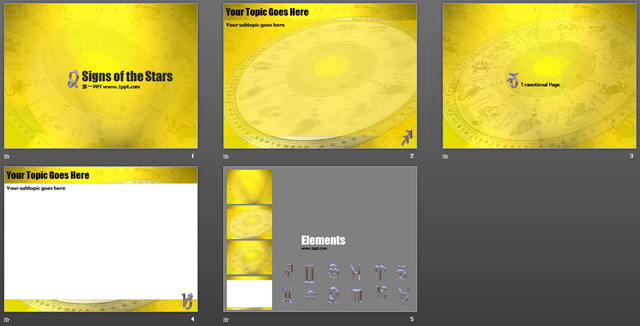 Signs of the Stars
第一PPT www.1ppt.com
1
Your Topic Goes Here
Your subtopic goes here
2
Transitional Page
3
Your Topic Goes Here
Your subtopic goes here
4
Elements
www.1ppt.com
5